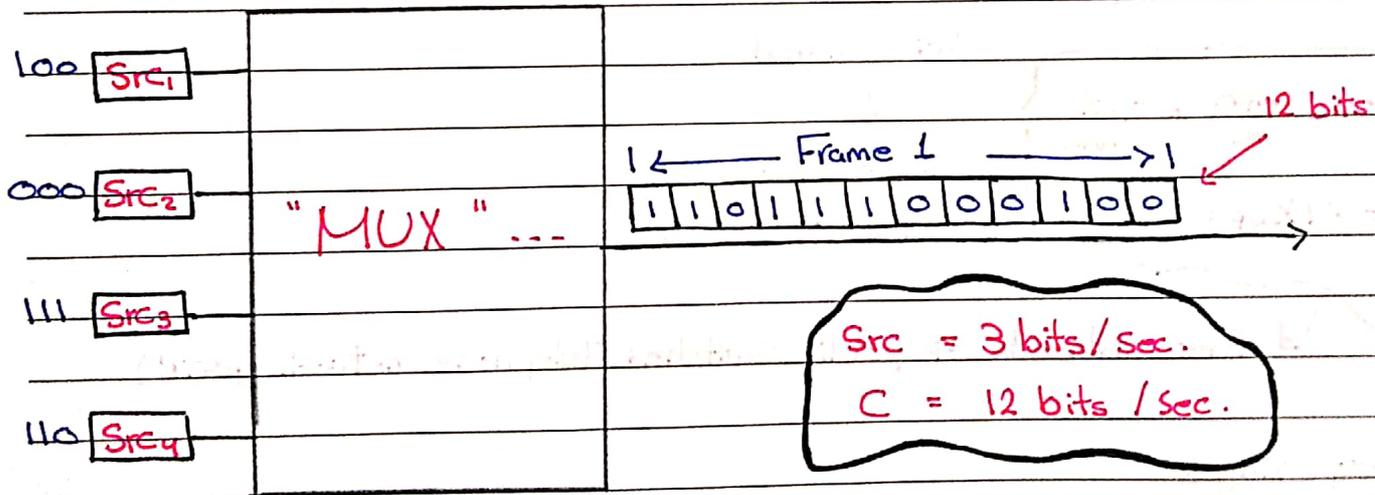 100 Src1
12 bits
|← Frame 1 →|
000 Src2
1 1 0 1 1 1 0 0 0 1 0 0
"MUX" ...
111 Src3
Src = 3 bits/sec.
C = 12 bits /sec.
110 Src4